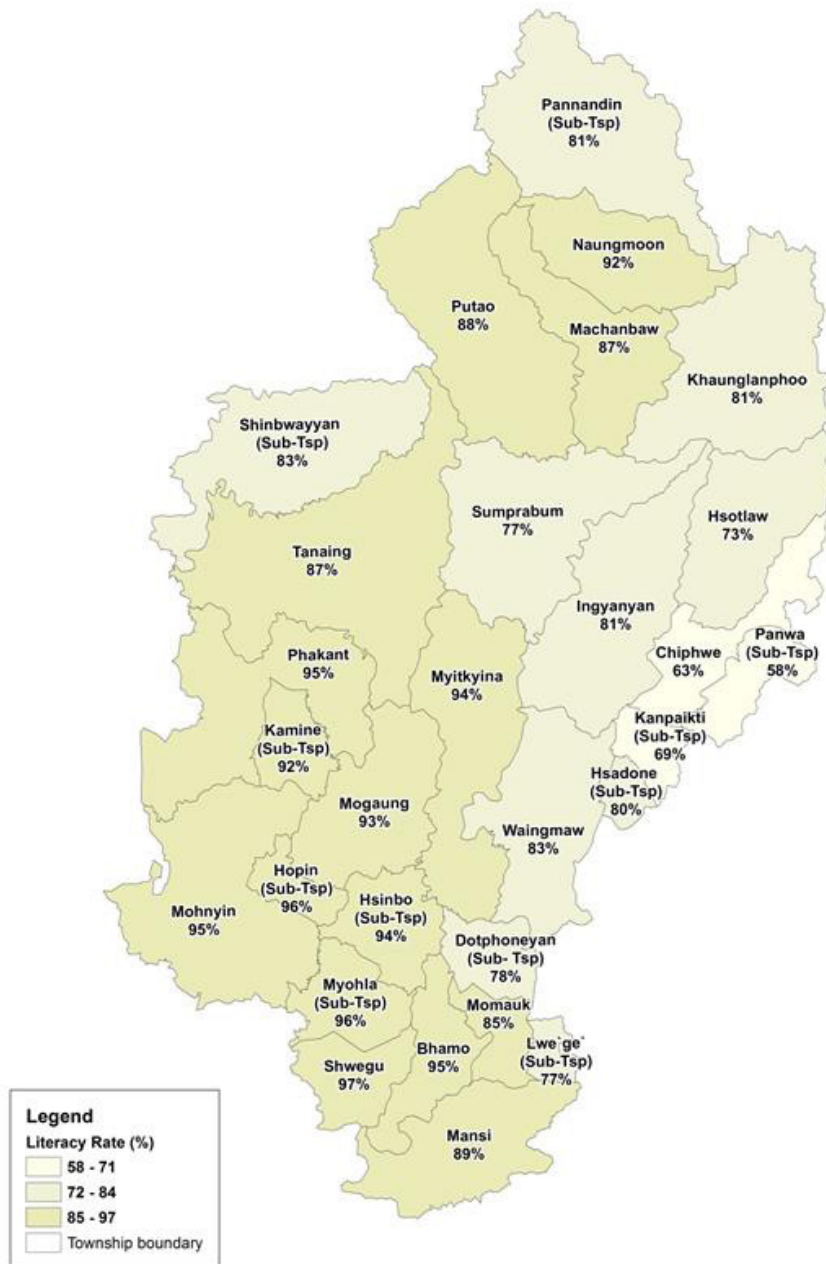 Pannandin
(Sub-Tsp)
81%
Naungmoon
92%
Putao
88%
Machanbaw
87%
Khaunglanphoo
81%
Shinbwayyan
(Sub-Tsp)
83%
Sumprabum
77%
Hsotlaw
73%
Tanaing
87%
Ingyanyan
81%
Phakant
95%
Myitkyina
94%
Chiphwe
63%
Panwa
(Sub-Tsp)
58%
Kamine
(Sub-Tsp)
92%
Kanpaikti
(Sub-Tsp)
69%
Hsadone
(Sub-Tsp)
80%
Mogaung
93%
Waingmaw
83%
Hopin
(Sub-Tsp)
96%
Mohnyin
95%
Hsinbo
(Sub-Tsp)
94%
Dotphoneyan
(Sub- Tsp)
78%
Myohla
(Sub-Tsp)
96%
Momauk
85%
Lwe`ge`
(Sub-Tsp)
77%
Bhamo
95%
Shwegu
97%
Mansi
89%
Legend
Literacy Rate (%)
58 - 71
72 - 84
85 - 97
Township boundary